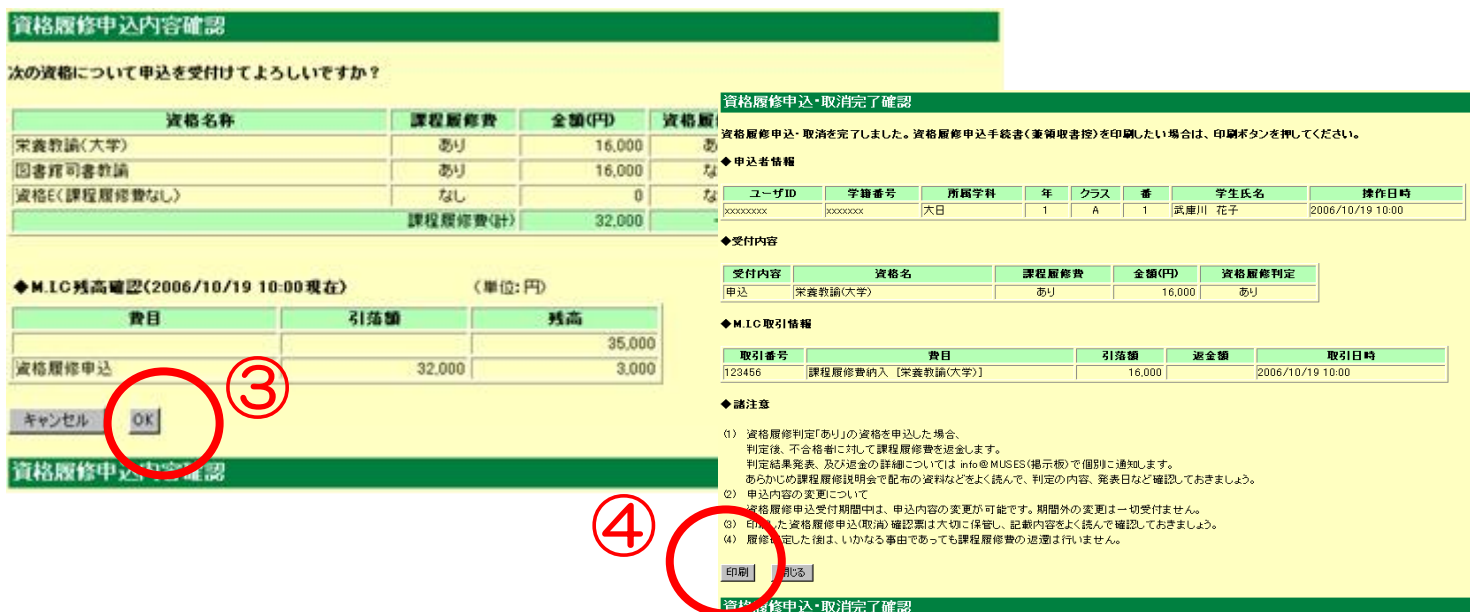 資格履修申込内容確認
次の資格について申込を受付けてよろしいですか？
資格名称 課程履修費 金額(円) 資格履
栄養教諭(大学) あり 16,000 あ
図書館司書教諭 あり 16,000 な
資格E(課程履修費なし) なし 0 な
課程履修費(計) 32,000
◆M.I.C残高確認(2006/10/19 10:00現在) (単位:円)
費目 引落額 残高
35,000
資格履修申込 32,000 3,000
キャンセル OK
③
資格履修申込内容確認
資格履修申込・取消完了確認
資格履修申込・取消を完了しました。資格履修申込手続書(兼領収書控)を印刷したい場合は、印刷ボタンを押してください。
◆申込者情報
ユーザID 学籍番号 所属学科 年 クラス 番 学生氏名 操作日時
xxxxxxxx xxxxxxx 大日 1 A 1 武庫川 花子 2006/10/19 10:00
◆受付内容
受付内容 資格名 課程履修費 金額(円) 資格履修判定
申込 栄養教諭(大学) あり 16,000 あり
◆M.I.C取引情報
取引番号 費目 引落額 返金額 取引日時
123456 課程履修費納入 [栄養教諭(大学)] 16,000 2006/10/19 10:00
◆諸注意
(1) 資格履修判定「あり」の資格を申込した場合、
判定後、不合格者に対して課程履修費を返金します。
判定結果発表、及び返金の詳細については info@MUSES(掲示板)で個別に通知します。
あらかじめ課程履修説明会で配布の資料などをよく読んで、判定の内容、発表日など確認しておきましょう。
(2) 申込内容の変更について
資格履修申込受付期間中は、申込内容の変更が可能です。期間外の変更は一切受付ません。
(3) 印刷した資格履修申込(取消)確認票は大切に保管し、記載内容をよく読んで確認しておきましょう。
(4) 履修確定した後は、いかなる事由であっても課程履修費の返還は行いません。
④
印刷 閉じる
資格履修申込・取消完了確認